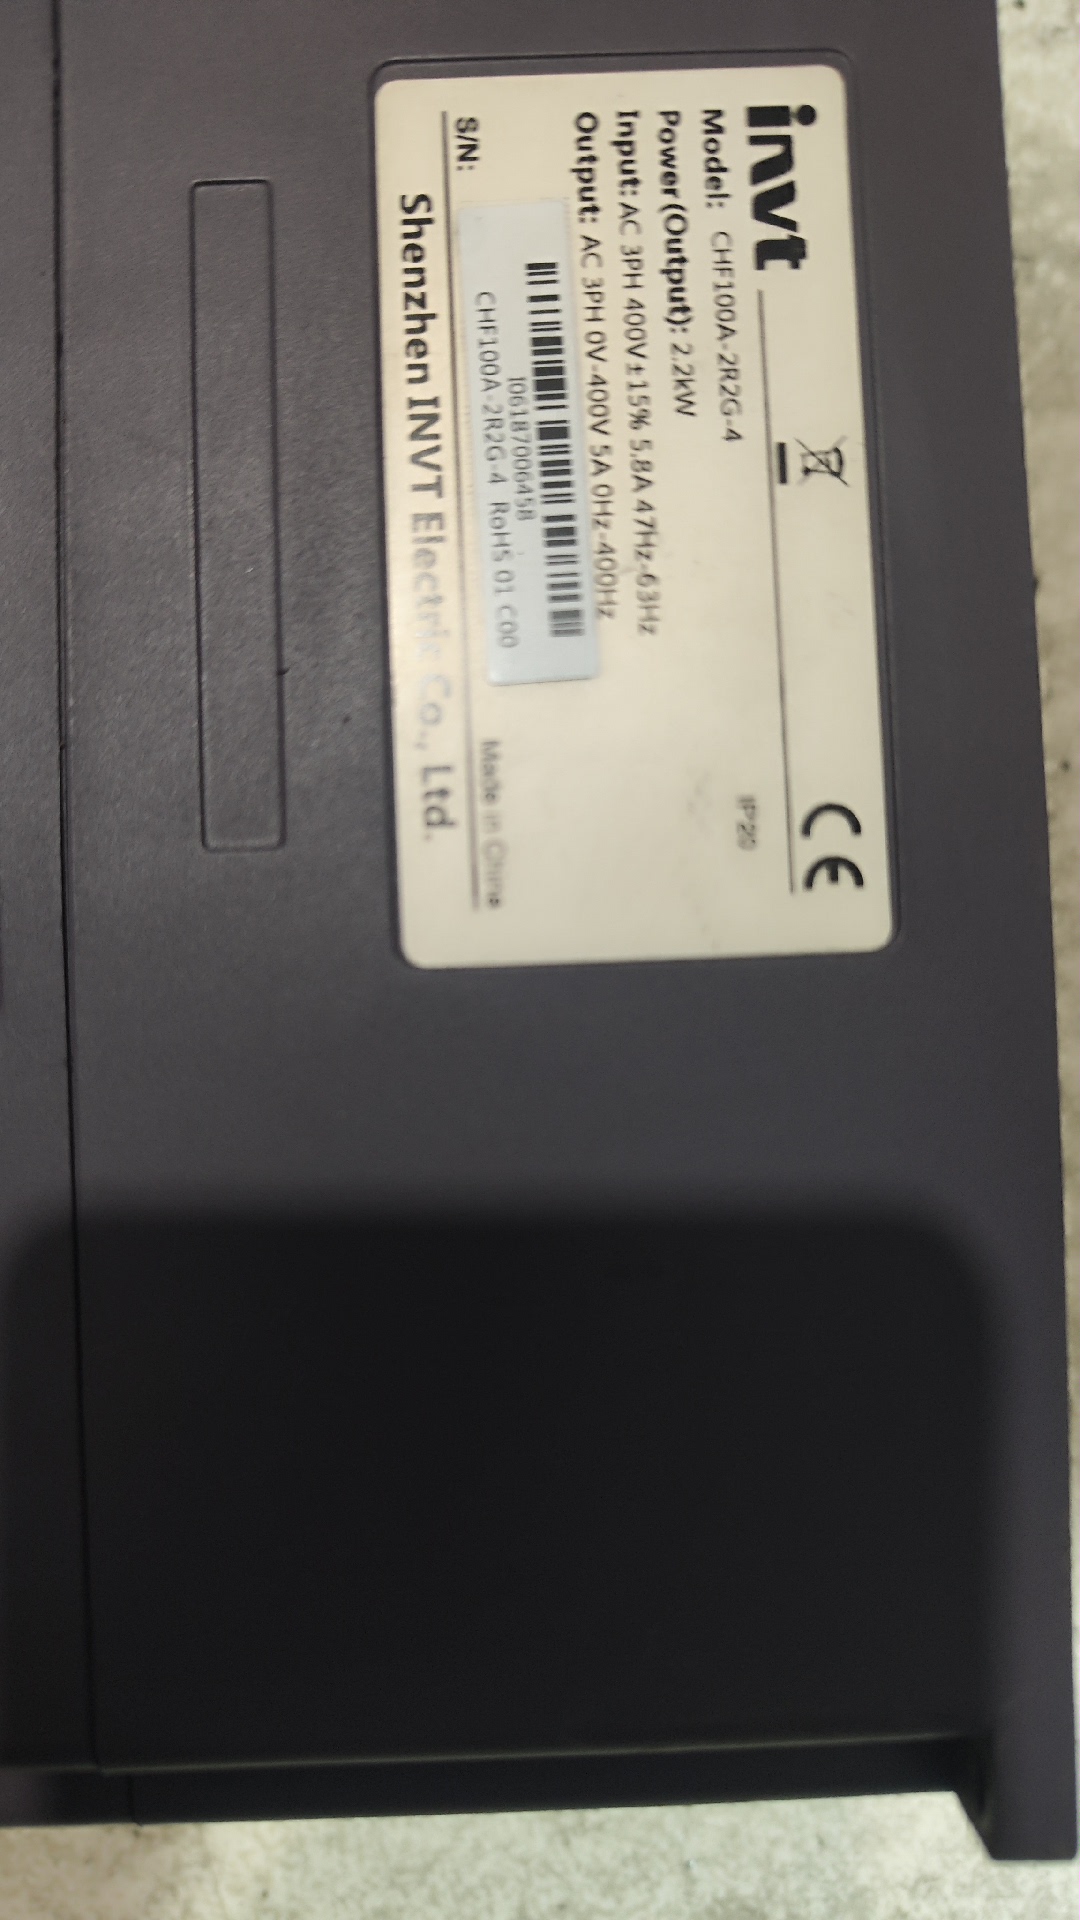 invt
CE
Model: CHF100A-2R2G-4
IP20
Power(Output): 2.2kW
Input: AC 3PH 400V±15% 5.8A 47Hz-63Hz
Output: AC 3PH 0V-400V 5A 0Hz-400Hz
S/N:
J06187006458
CHF100A-2R2G-4 RoHS 01 C00
Made in China
Shenzhen INVT Electric Co., Ltd.